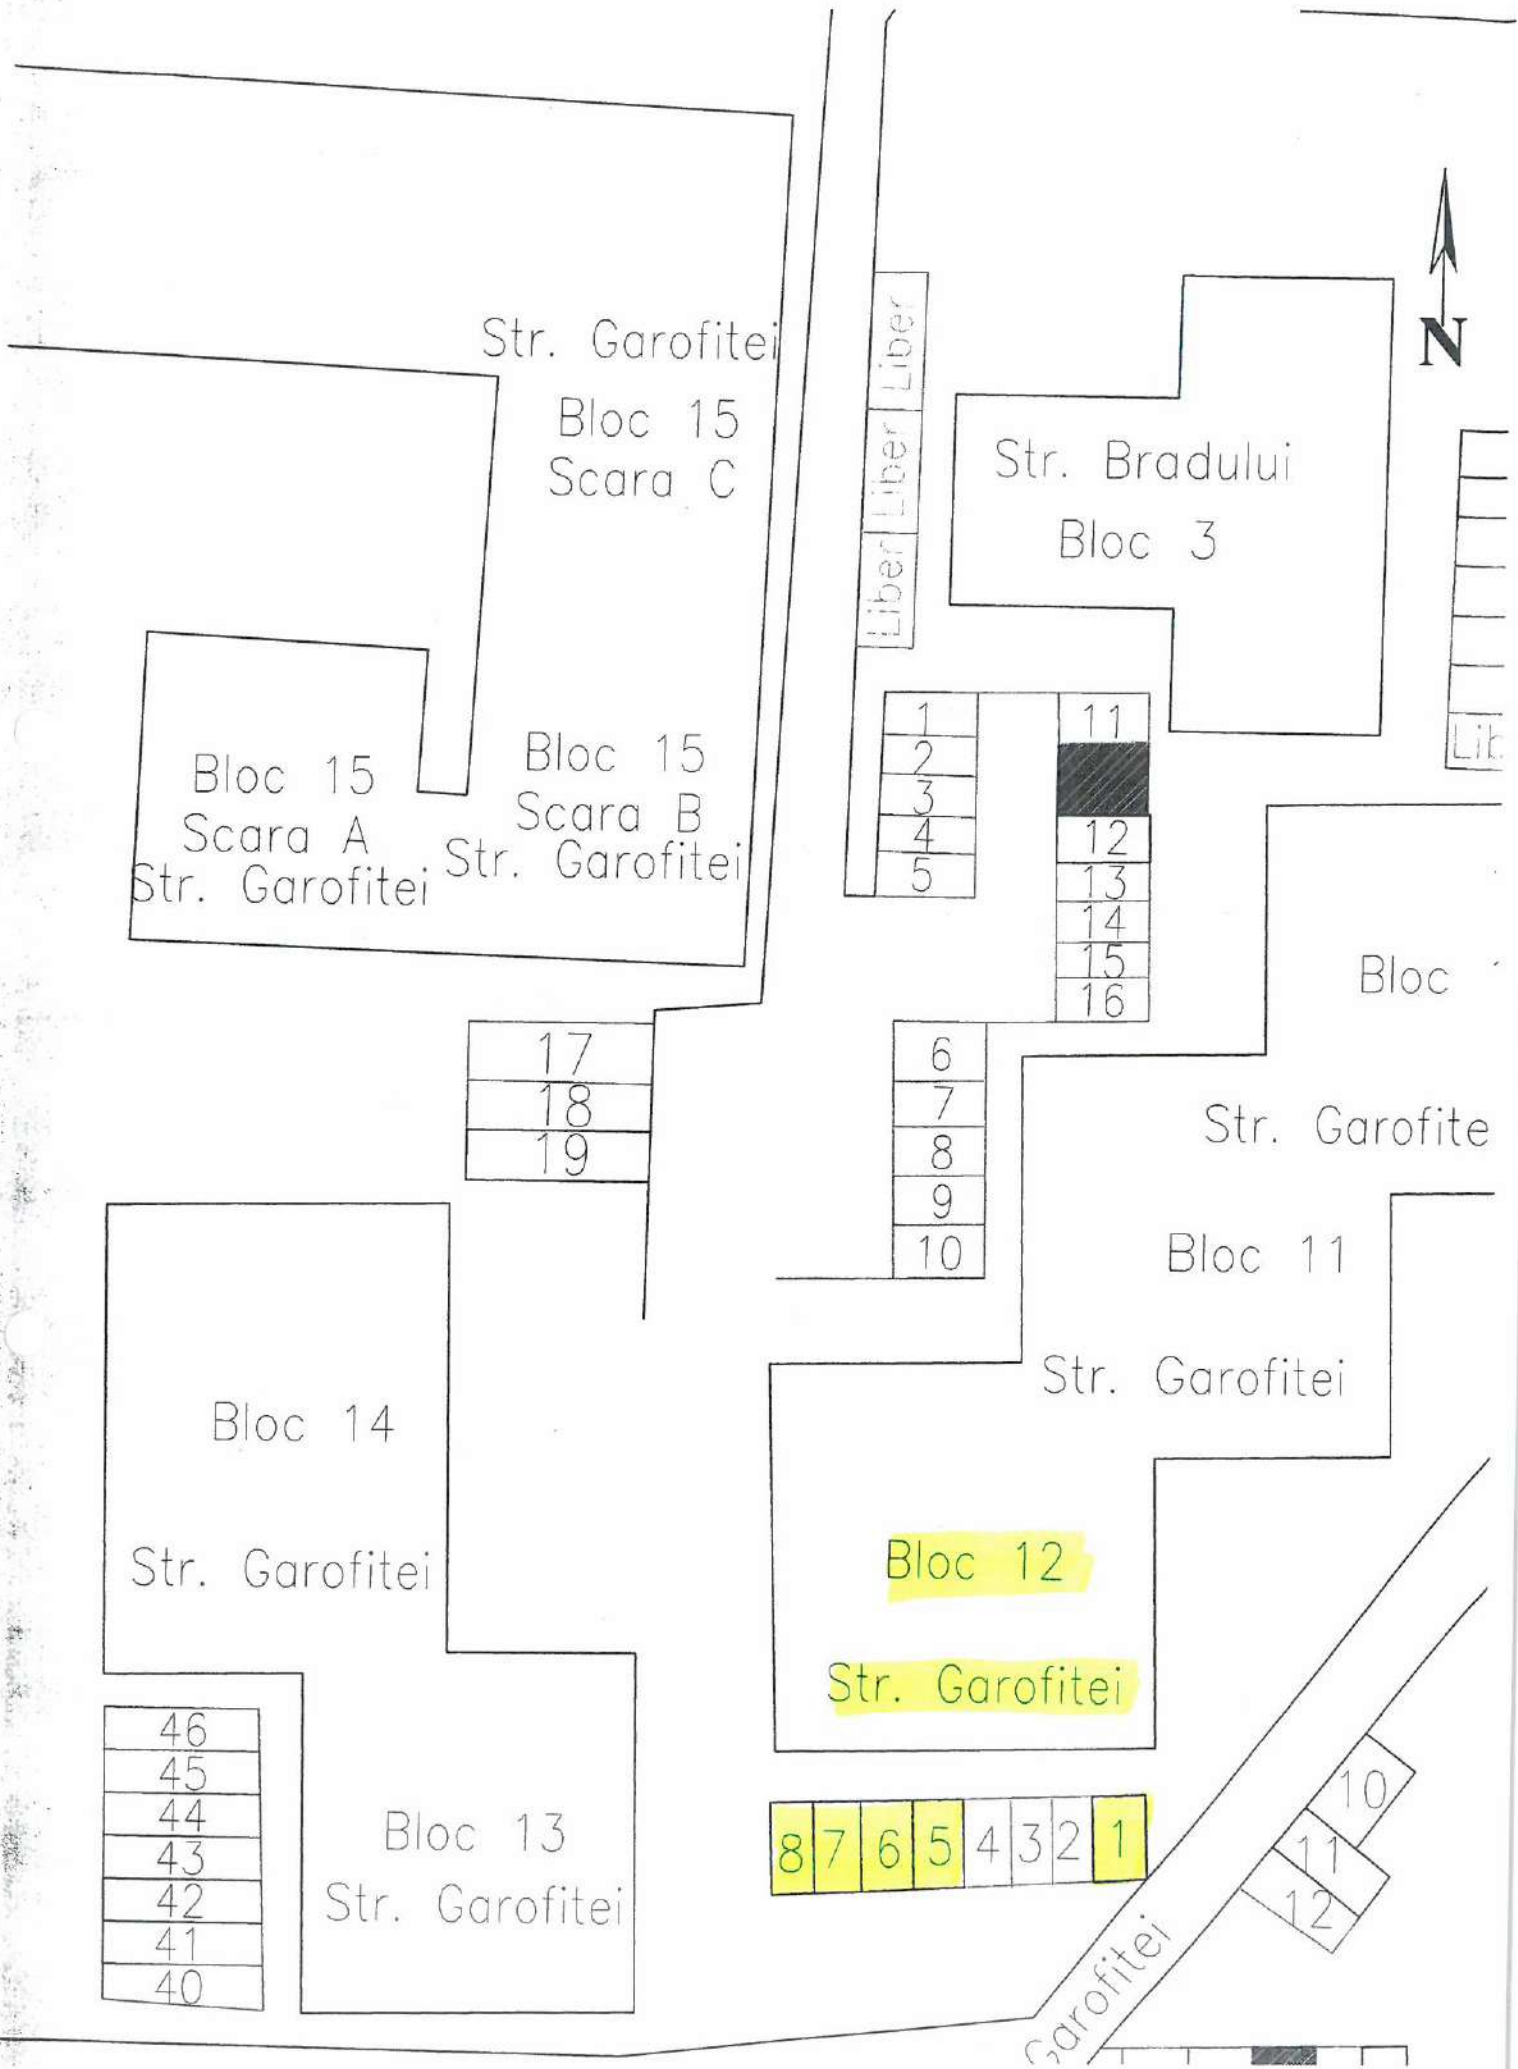 Str. Garofitei
Bloc 15
Scara C
Liber
Liber
Liber
Str. Bradului
Bloc 3
N
Lib
Bloc 15
Scara A
Str. Garofitei
Bloc 15
Scara B
Str. Garofitei
1
2
3
4
5
11
12
13
14
15
16
Bloc
Str. Garofite
17
18
19
6
7
8
9
10
Bloc 11
Str. Garofitei
Bloc 14
Str. Garofitei
Bloc 12
Str. Garofitei
46
45
44
43
42
41
40
Bloc 13
Str. Garofitei
8 7 6 5 4 3 2 1
10
11
12
Garofitei